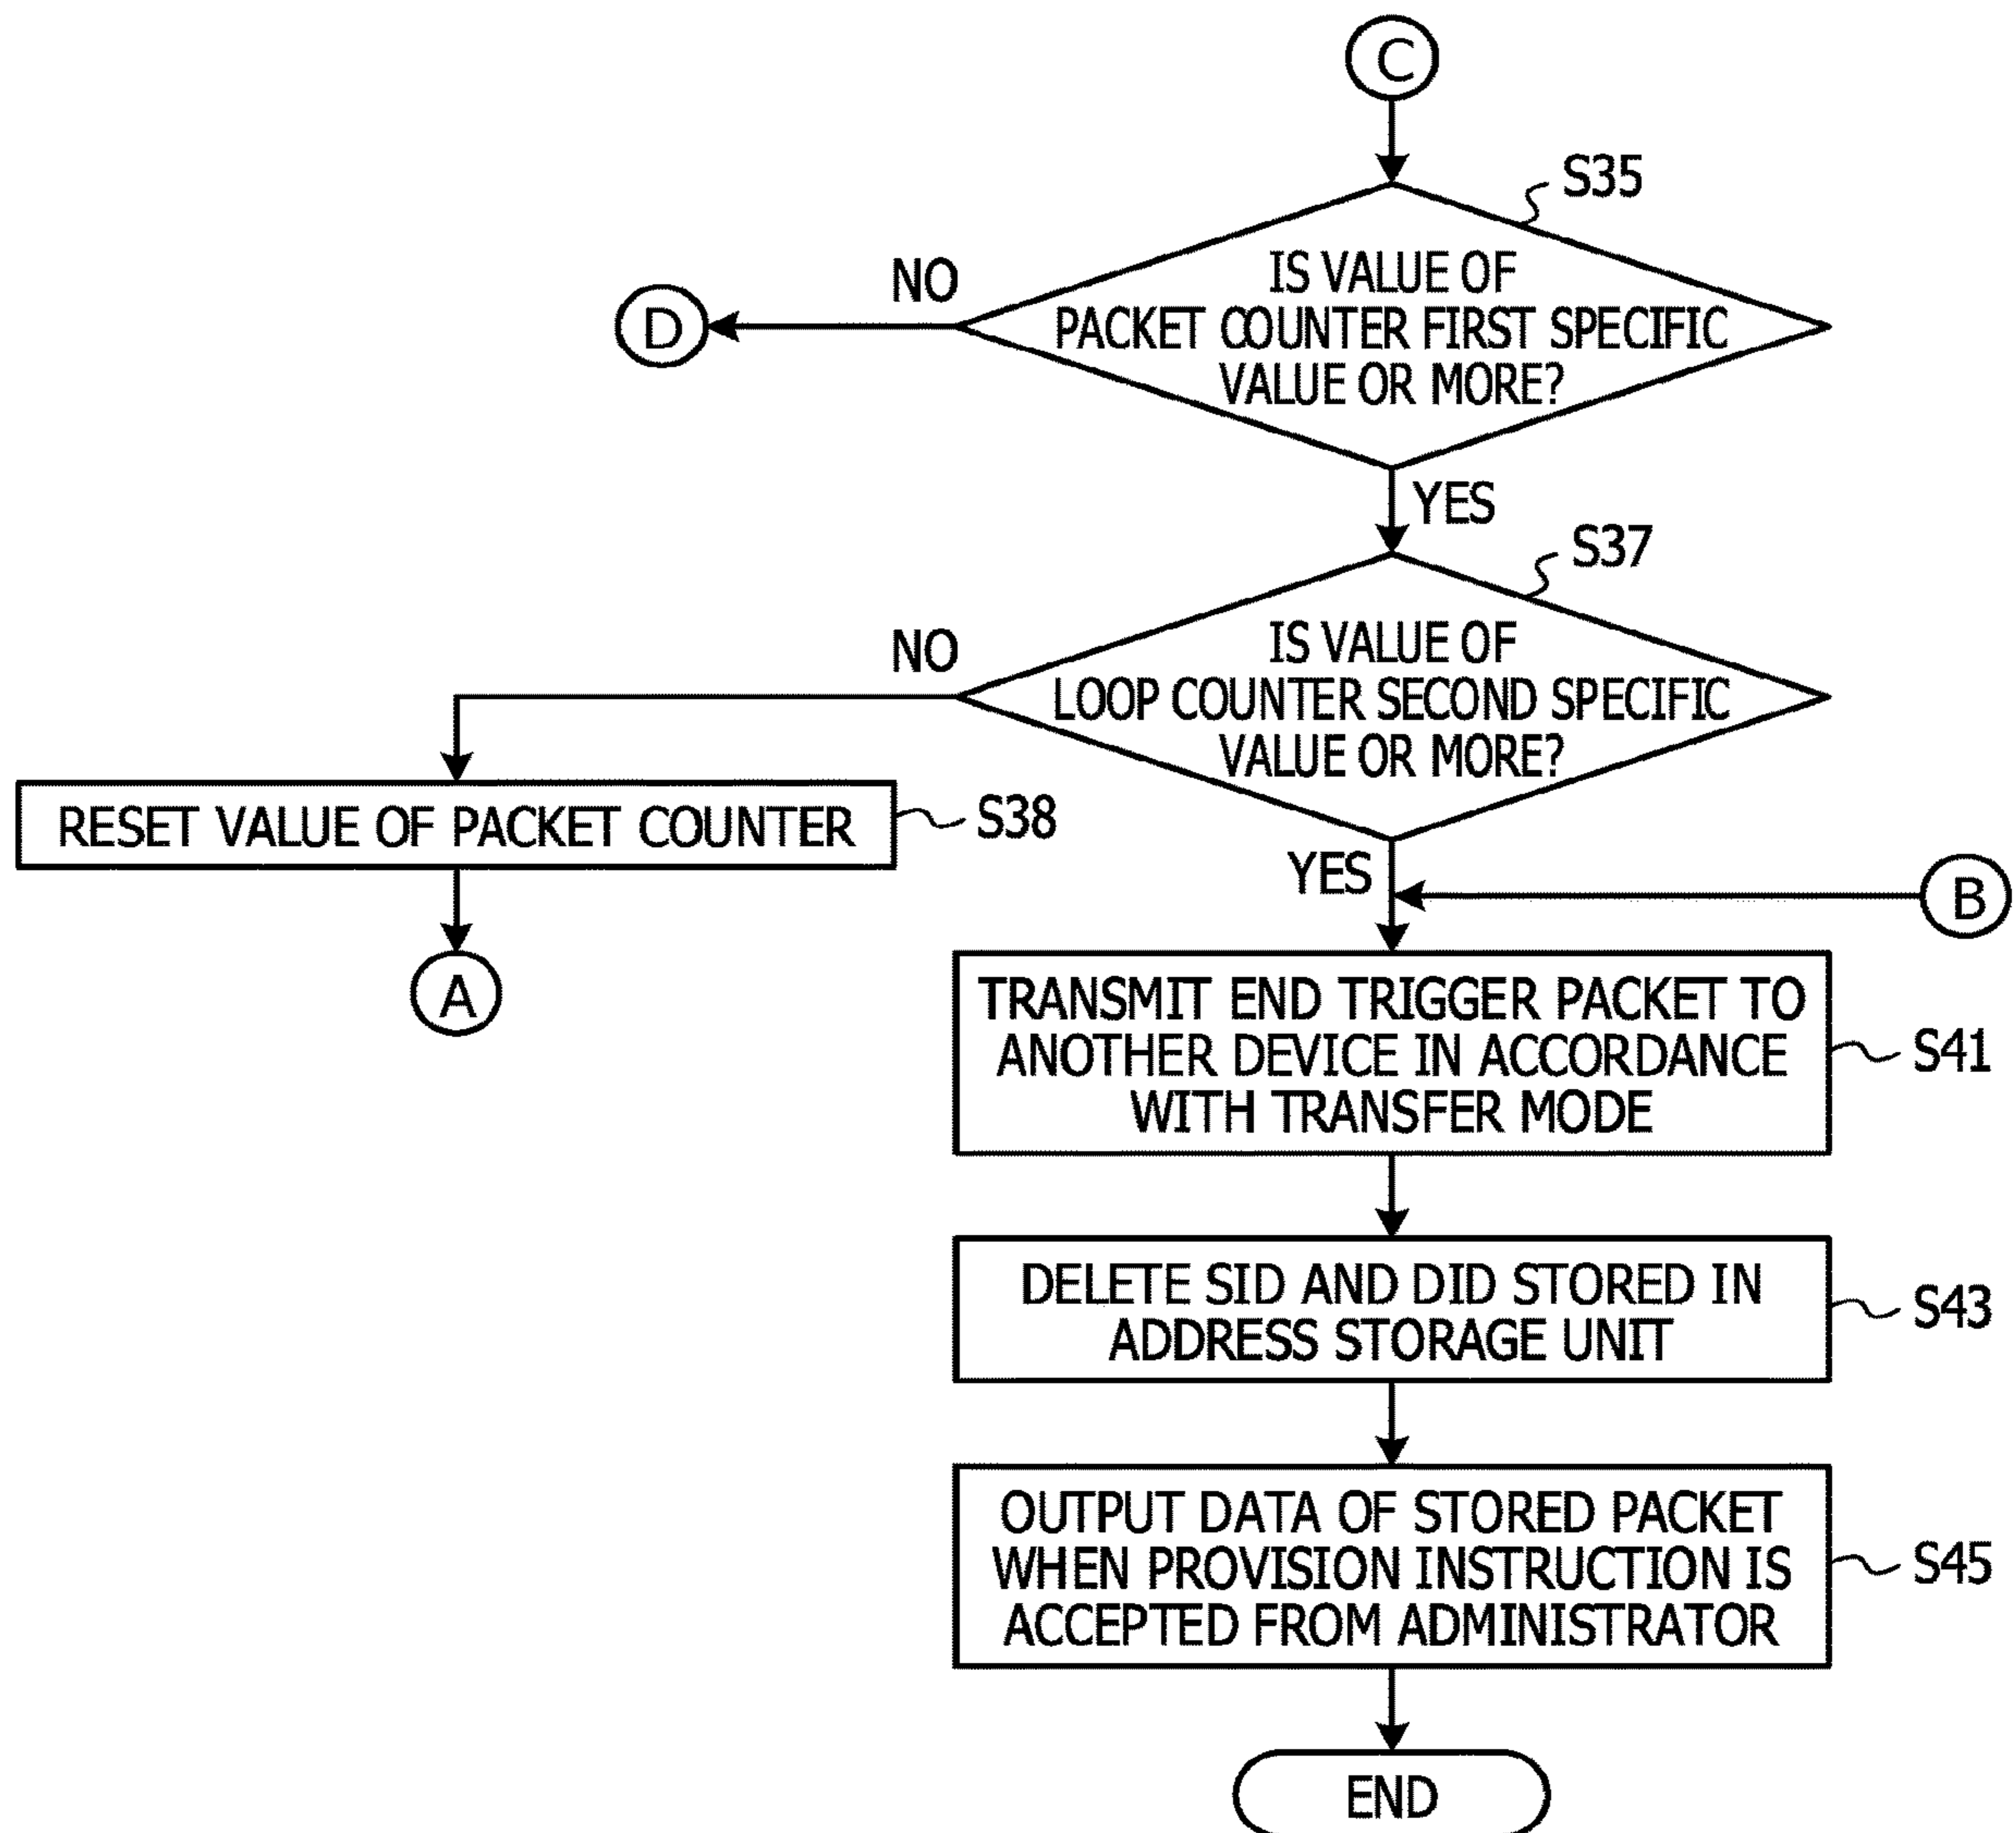 C
S35
IS VALUE OF
PACKET COUNTER FIRST SPECIFIC
VALUE OR MORE?
NO
D
YES
S37
IS VALUE OF
LOOP COUNTER SECOND SPECIFIC
VALUE OR MORE?
NO
RESET VALUE OF PACKET COUNTER
S38
A
YES
B
TRANSMIT END TRIGGER PACKET TO
ANOTHER DEVICE IN ACCORDANCE
WITH TRANSFER MODE
S41
DELETE SID AND DID STORED IN
ADDRESS STORAGE UNIT
S43
OUTPUT DATA OF STORED PACKET
WHEN PROVISION INSTRUCTION IS
ACCEPTED FROM ADMINISTRATOR
S45
END